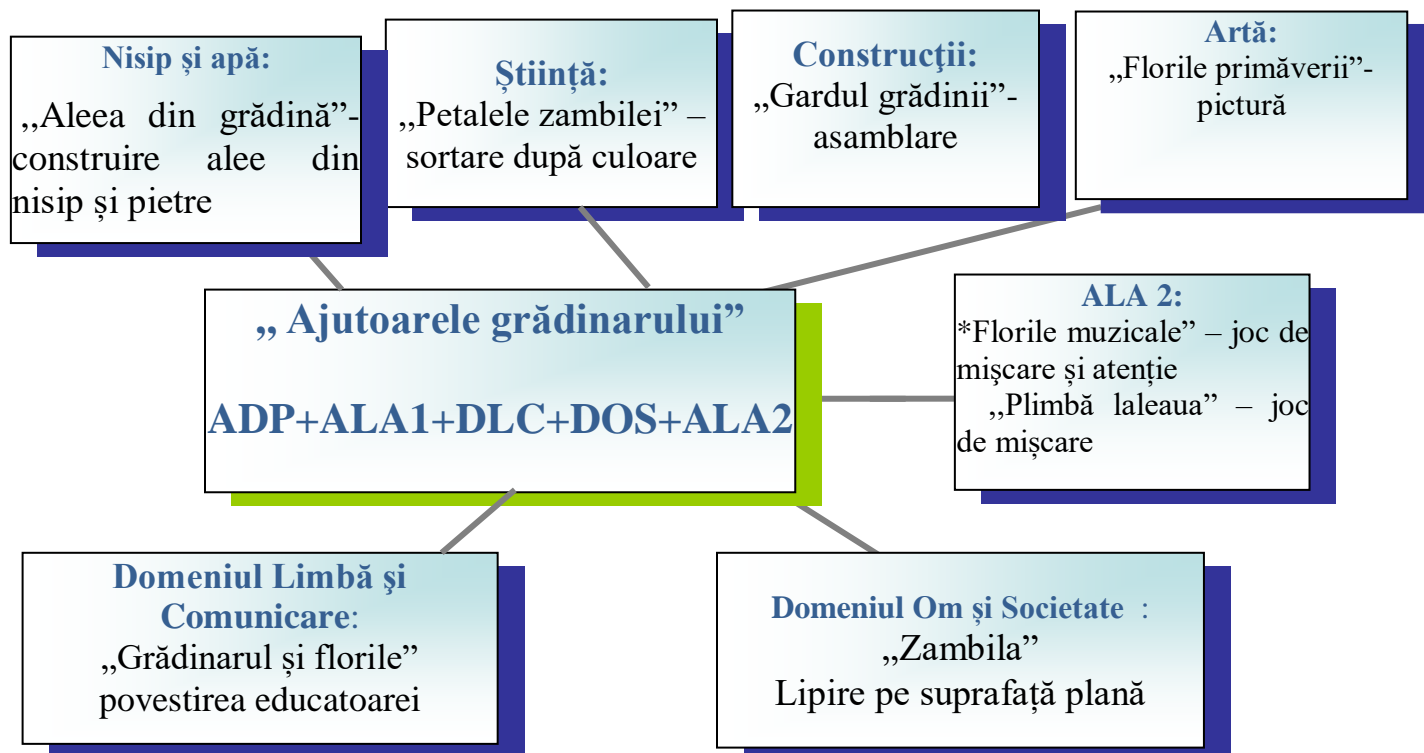 Nisip și apă:
,,Aleea din grădină”-
construire alee din
nisip și pietre
Știință:
,,Petalele zambilei” –
sortare după culoare
Construcţii:
,,Gardul grădinii”-
asamblare
Artă:
,,Florile primăverii”-
pictură
,, Ajutoarele grădinarului”
ADP+ALA1+DLC+DOS+ALA2
ALA 2:
*Florile muzicale” – joc de
mişcare și atenție
,,Plimbă laleaua” – joc
de mișcare
Domeniul Limbă şi
Comunicare:
,,Grădinarul și florile”
povestirea educatoarei
Domeniul Om și Societate :
,,Zambila”
Lipire pe suprafață plană